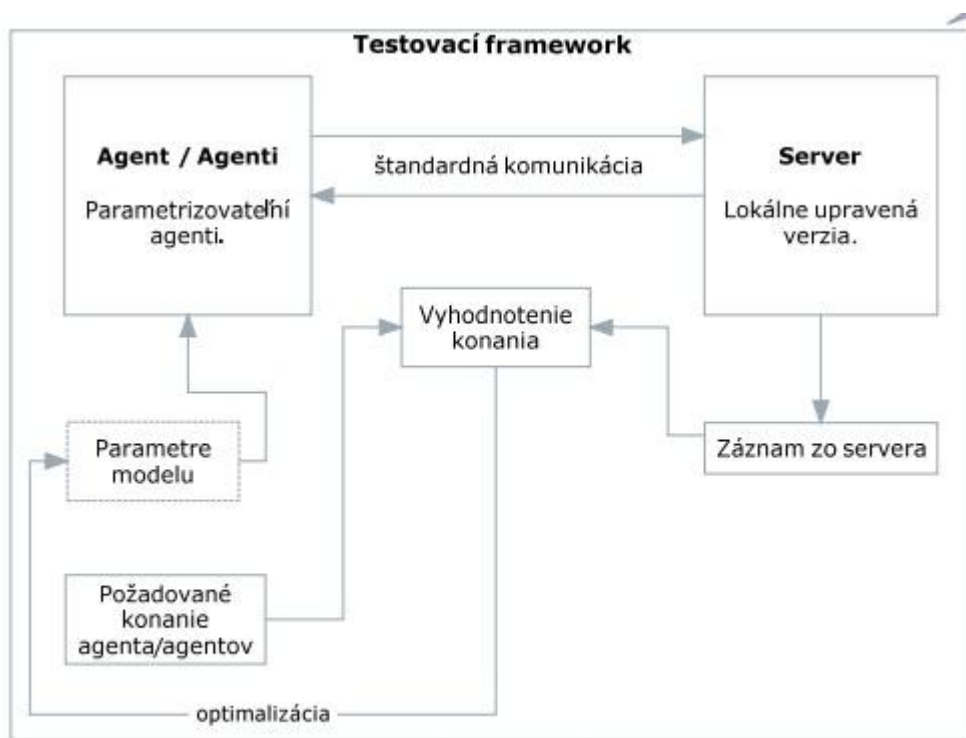 Testovací framework
Agent / Agenti
Parametrizovateľní
agenti.
štandardná komunikácia
Server
Lokálne upravená
verzia.
Vyhodnotenie
konania
Parametre
modelu
Záznam zo servera
Požadované
konanie
agenta/agentov
optimalizácia